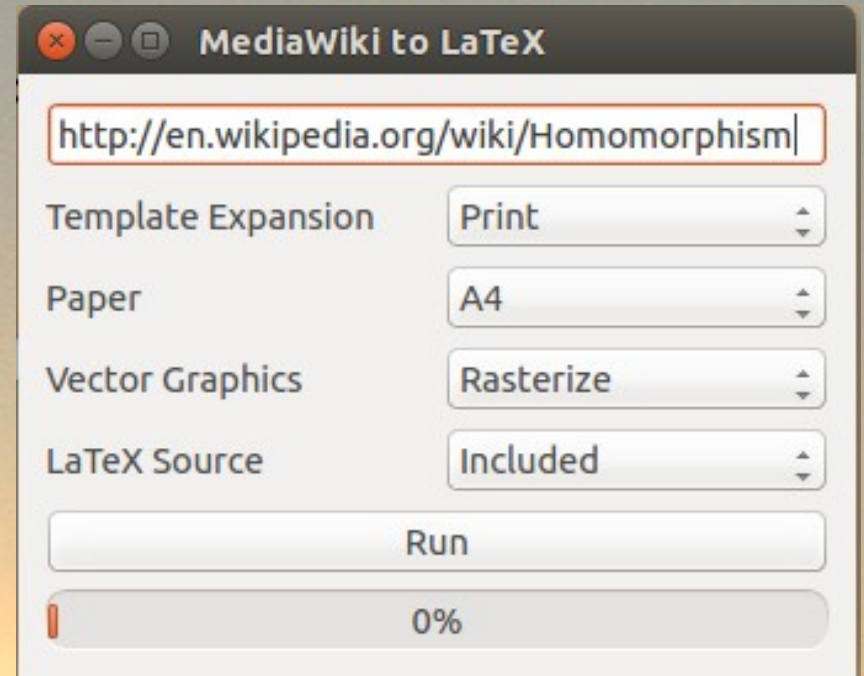 MediaWiki to LaTeX
http://en.wikipedia.org/wiki/Homomorphism
Template Expansion Print
Paper A4
Vector Graphics Rasterize
LaTeX Source Included
Run
0%